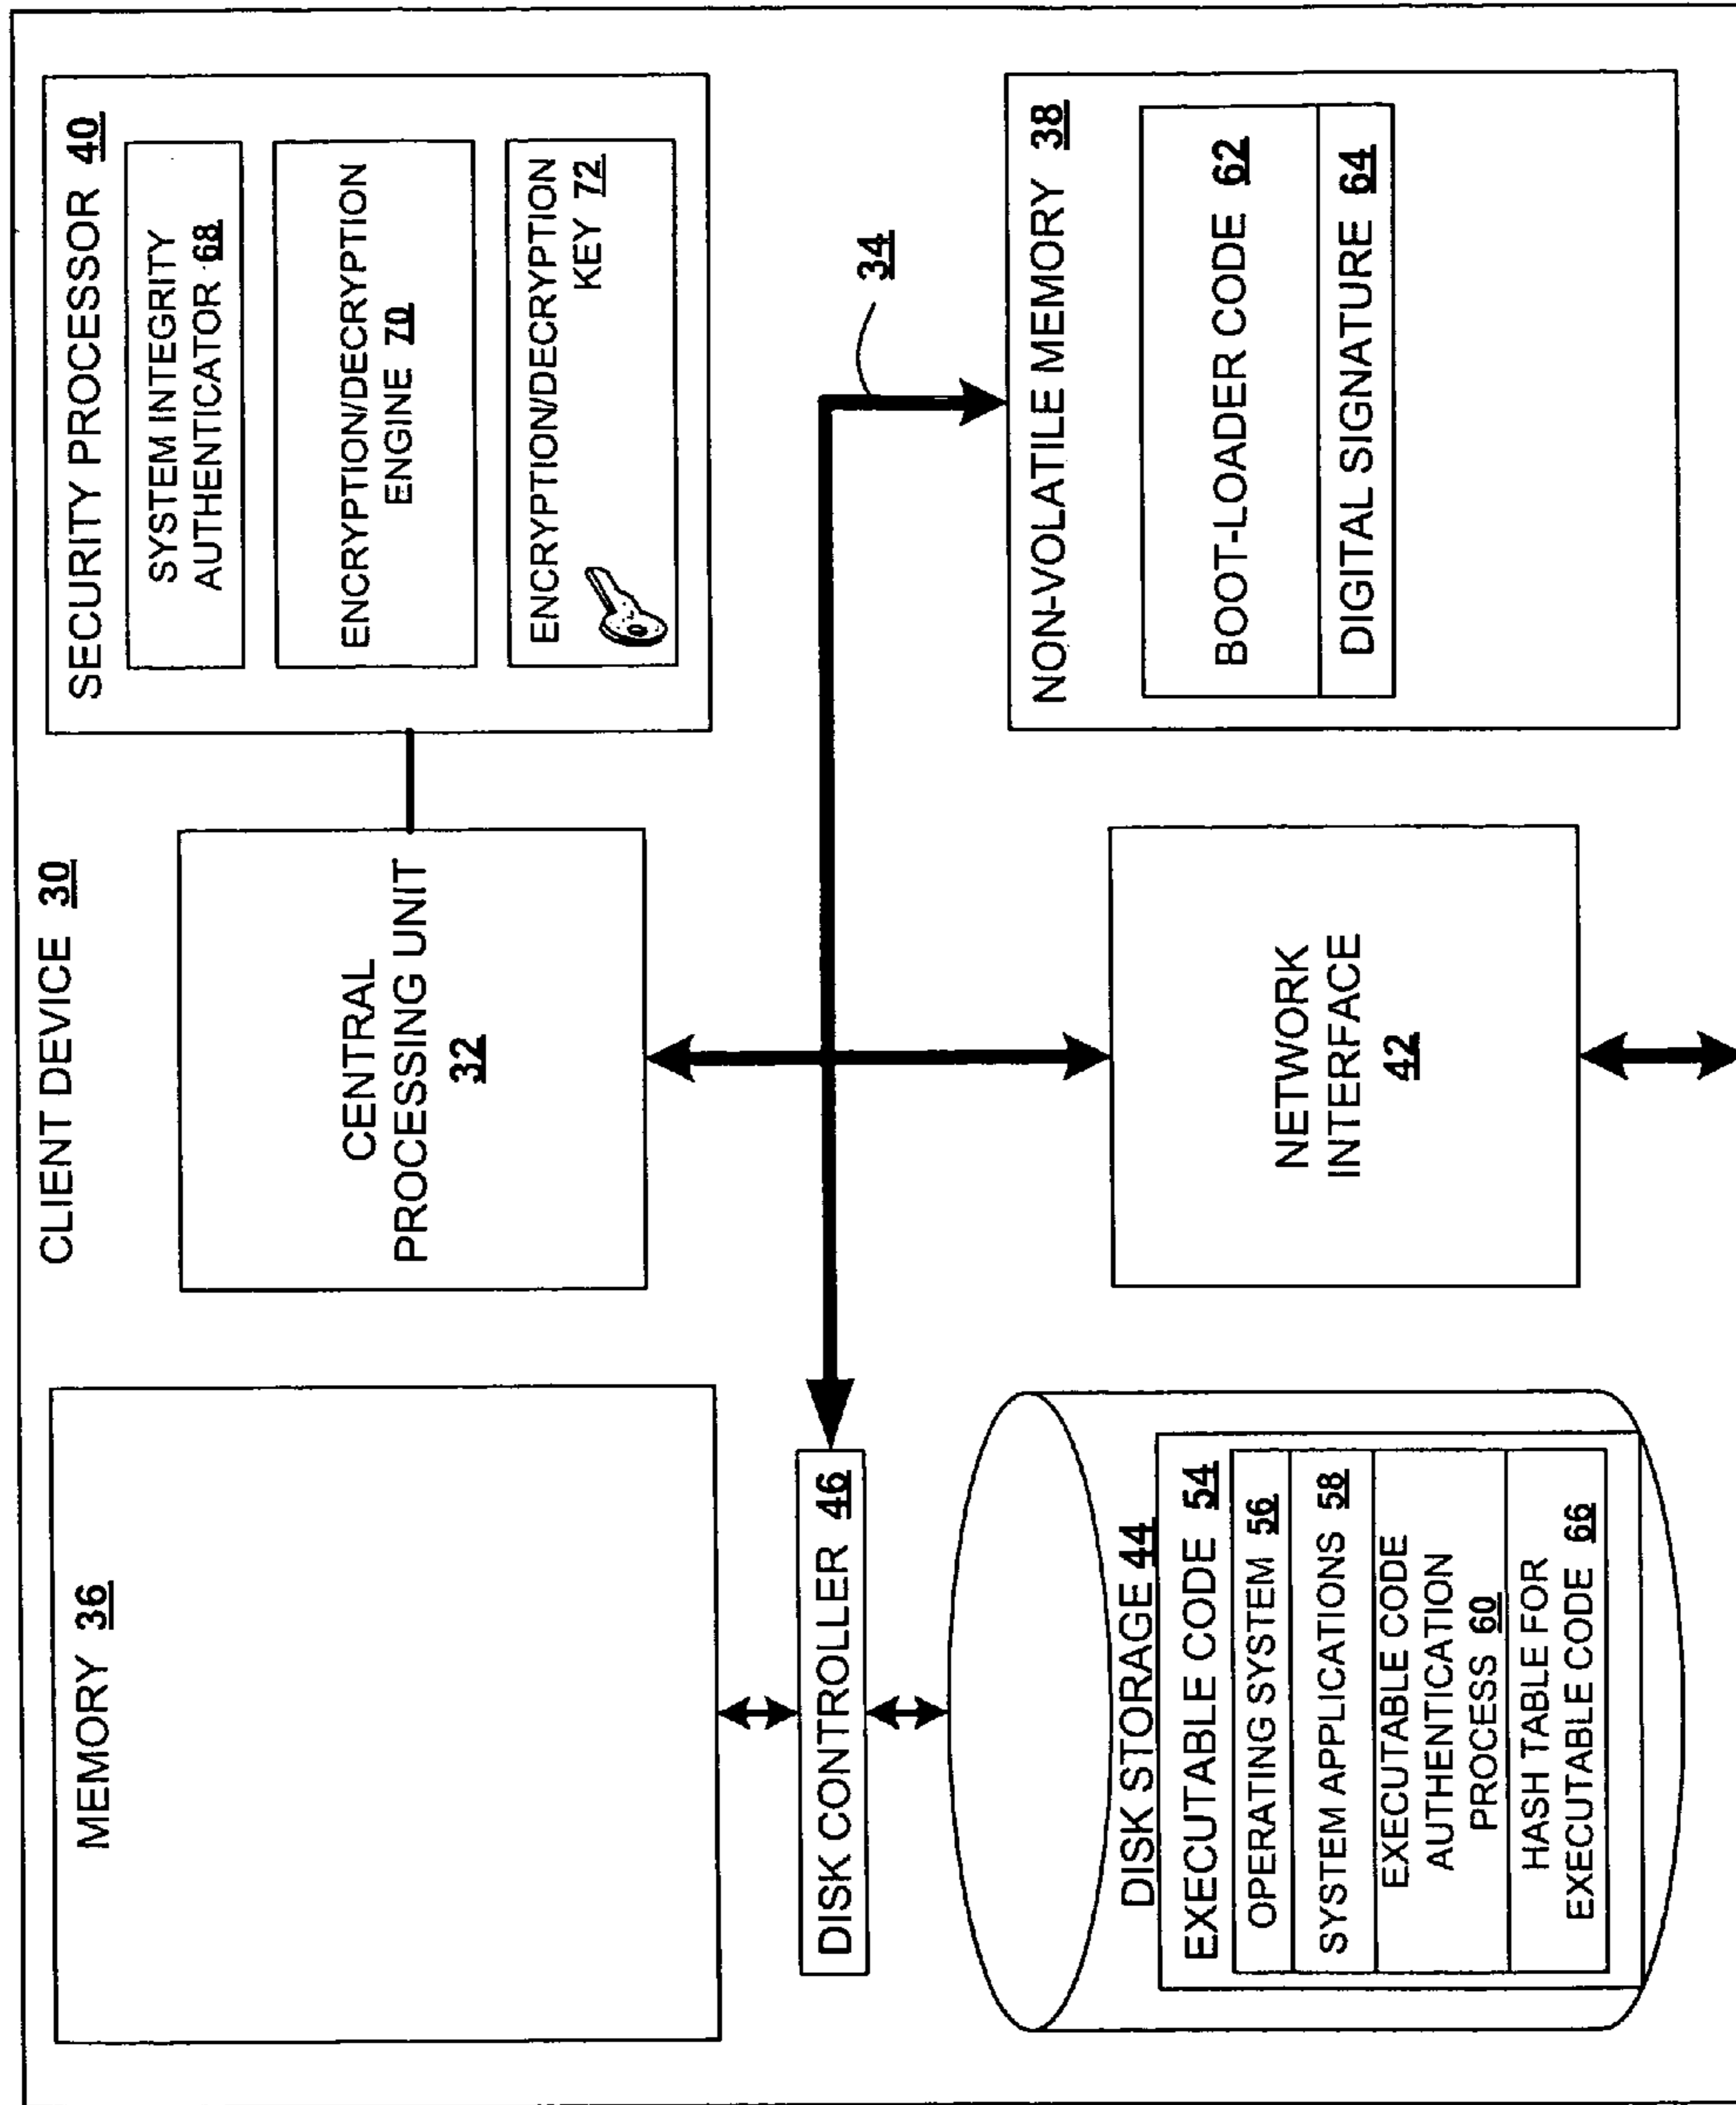 CLIENT DEVICE 30
MEMORY 36
CENTRAL
PROCESSING UNIT
32
SECURITY PROCESSOR 40
SYSTEM INTEGRITY
AUTHENTICATOR 68
ENCRYPTION/DECRYPTION
ENGINE 70
ENCRYPTION/DECRYPTION
KEY 72
DISK CONTROLLER 46
34
DISK STORAGE 44
EXECUTABLE CODE 54
OPERATING SYSTEM 56
SYSTEM APPLICATIONS 58
EXECUTABLE CODE
AUTHENTICATION
PROCESS 60
HASH TABLE FOR
EXECUTABLE CODE 66
NETWORK
INTERFACE
42
NON-VOLATILE MEMORY 38
BOOT-LOADER CODE 62
DIGITAL SIGNATURE 64